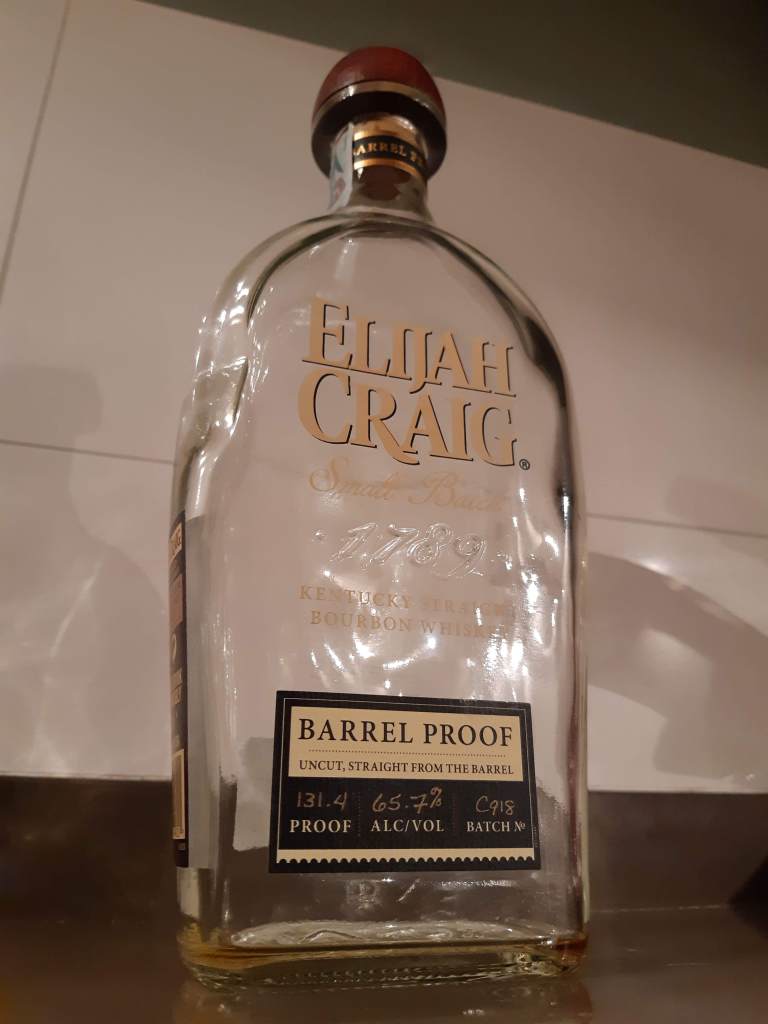 BARREL
ELIJAH
CRAIG®
Small Batch
1789
KENTUCKY STRAIGHT
BOURBON WHISKEY
BARREL PROOF
UNCUT, STRAIGHT FROM THE BARREL
131.4 65.7% C918
PROOF ALC/VOL BATCH Nº